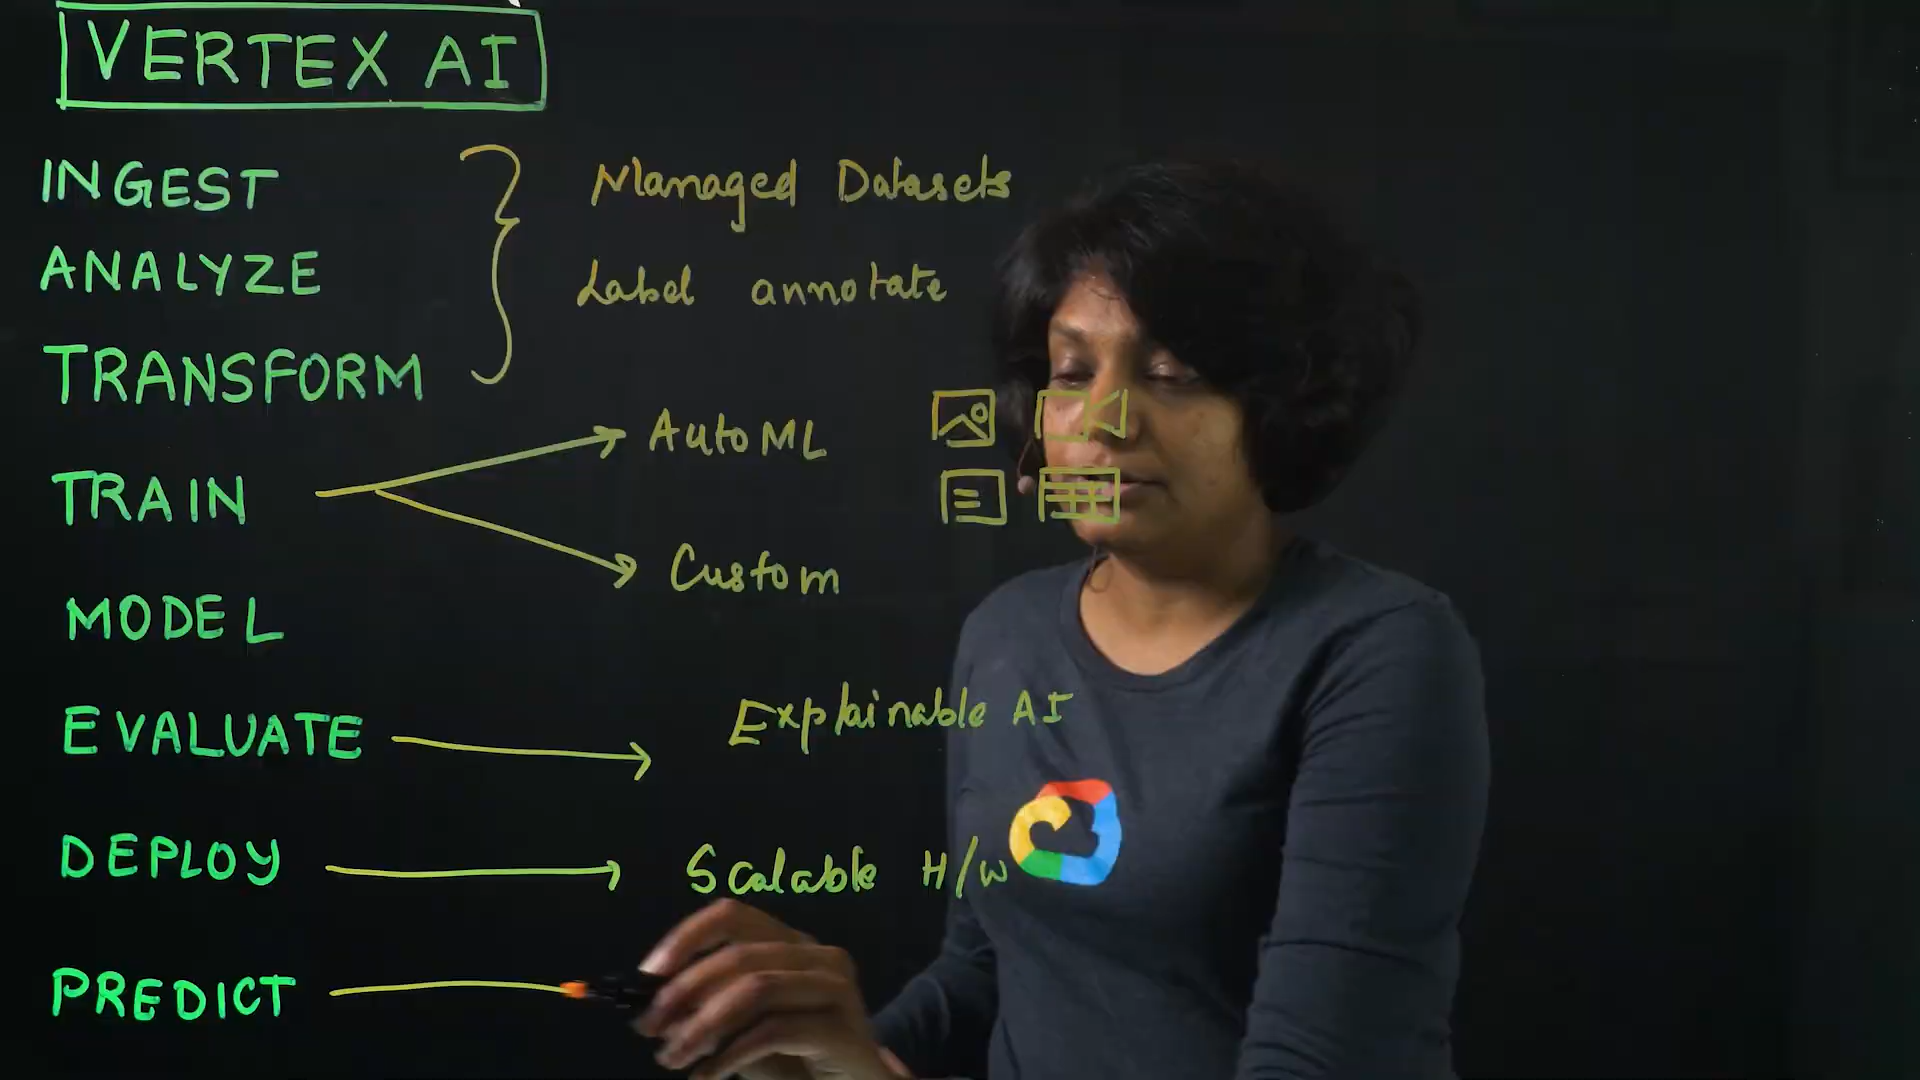 VERTEX AI
INGEST
Managed Datasets
ANALYZE
Label annotate
TRANSFORM
AutoML
TRAIN
Custom
MODEL
Explainable AI
EVALUATE
DEPLOY
Scalable H/W
PREDICT